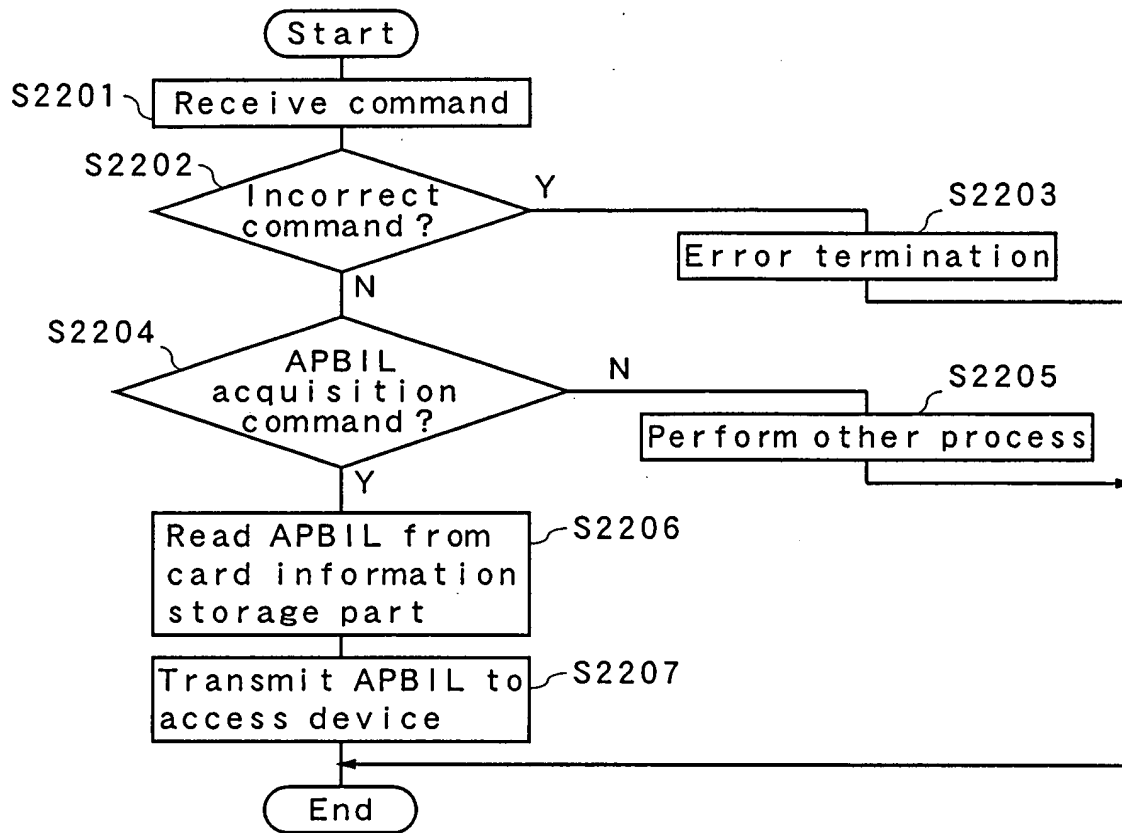 Start
S2201
Receive command
S2202
Incorrect
command?
Y
S2203
Error termination
N
S2204
APBIL
acquisition
command?
N
S2205
Perform other process
Y
Read APBIL from
card information
storage part
S2206
Transmit APBIL to
access device
S2207
End